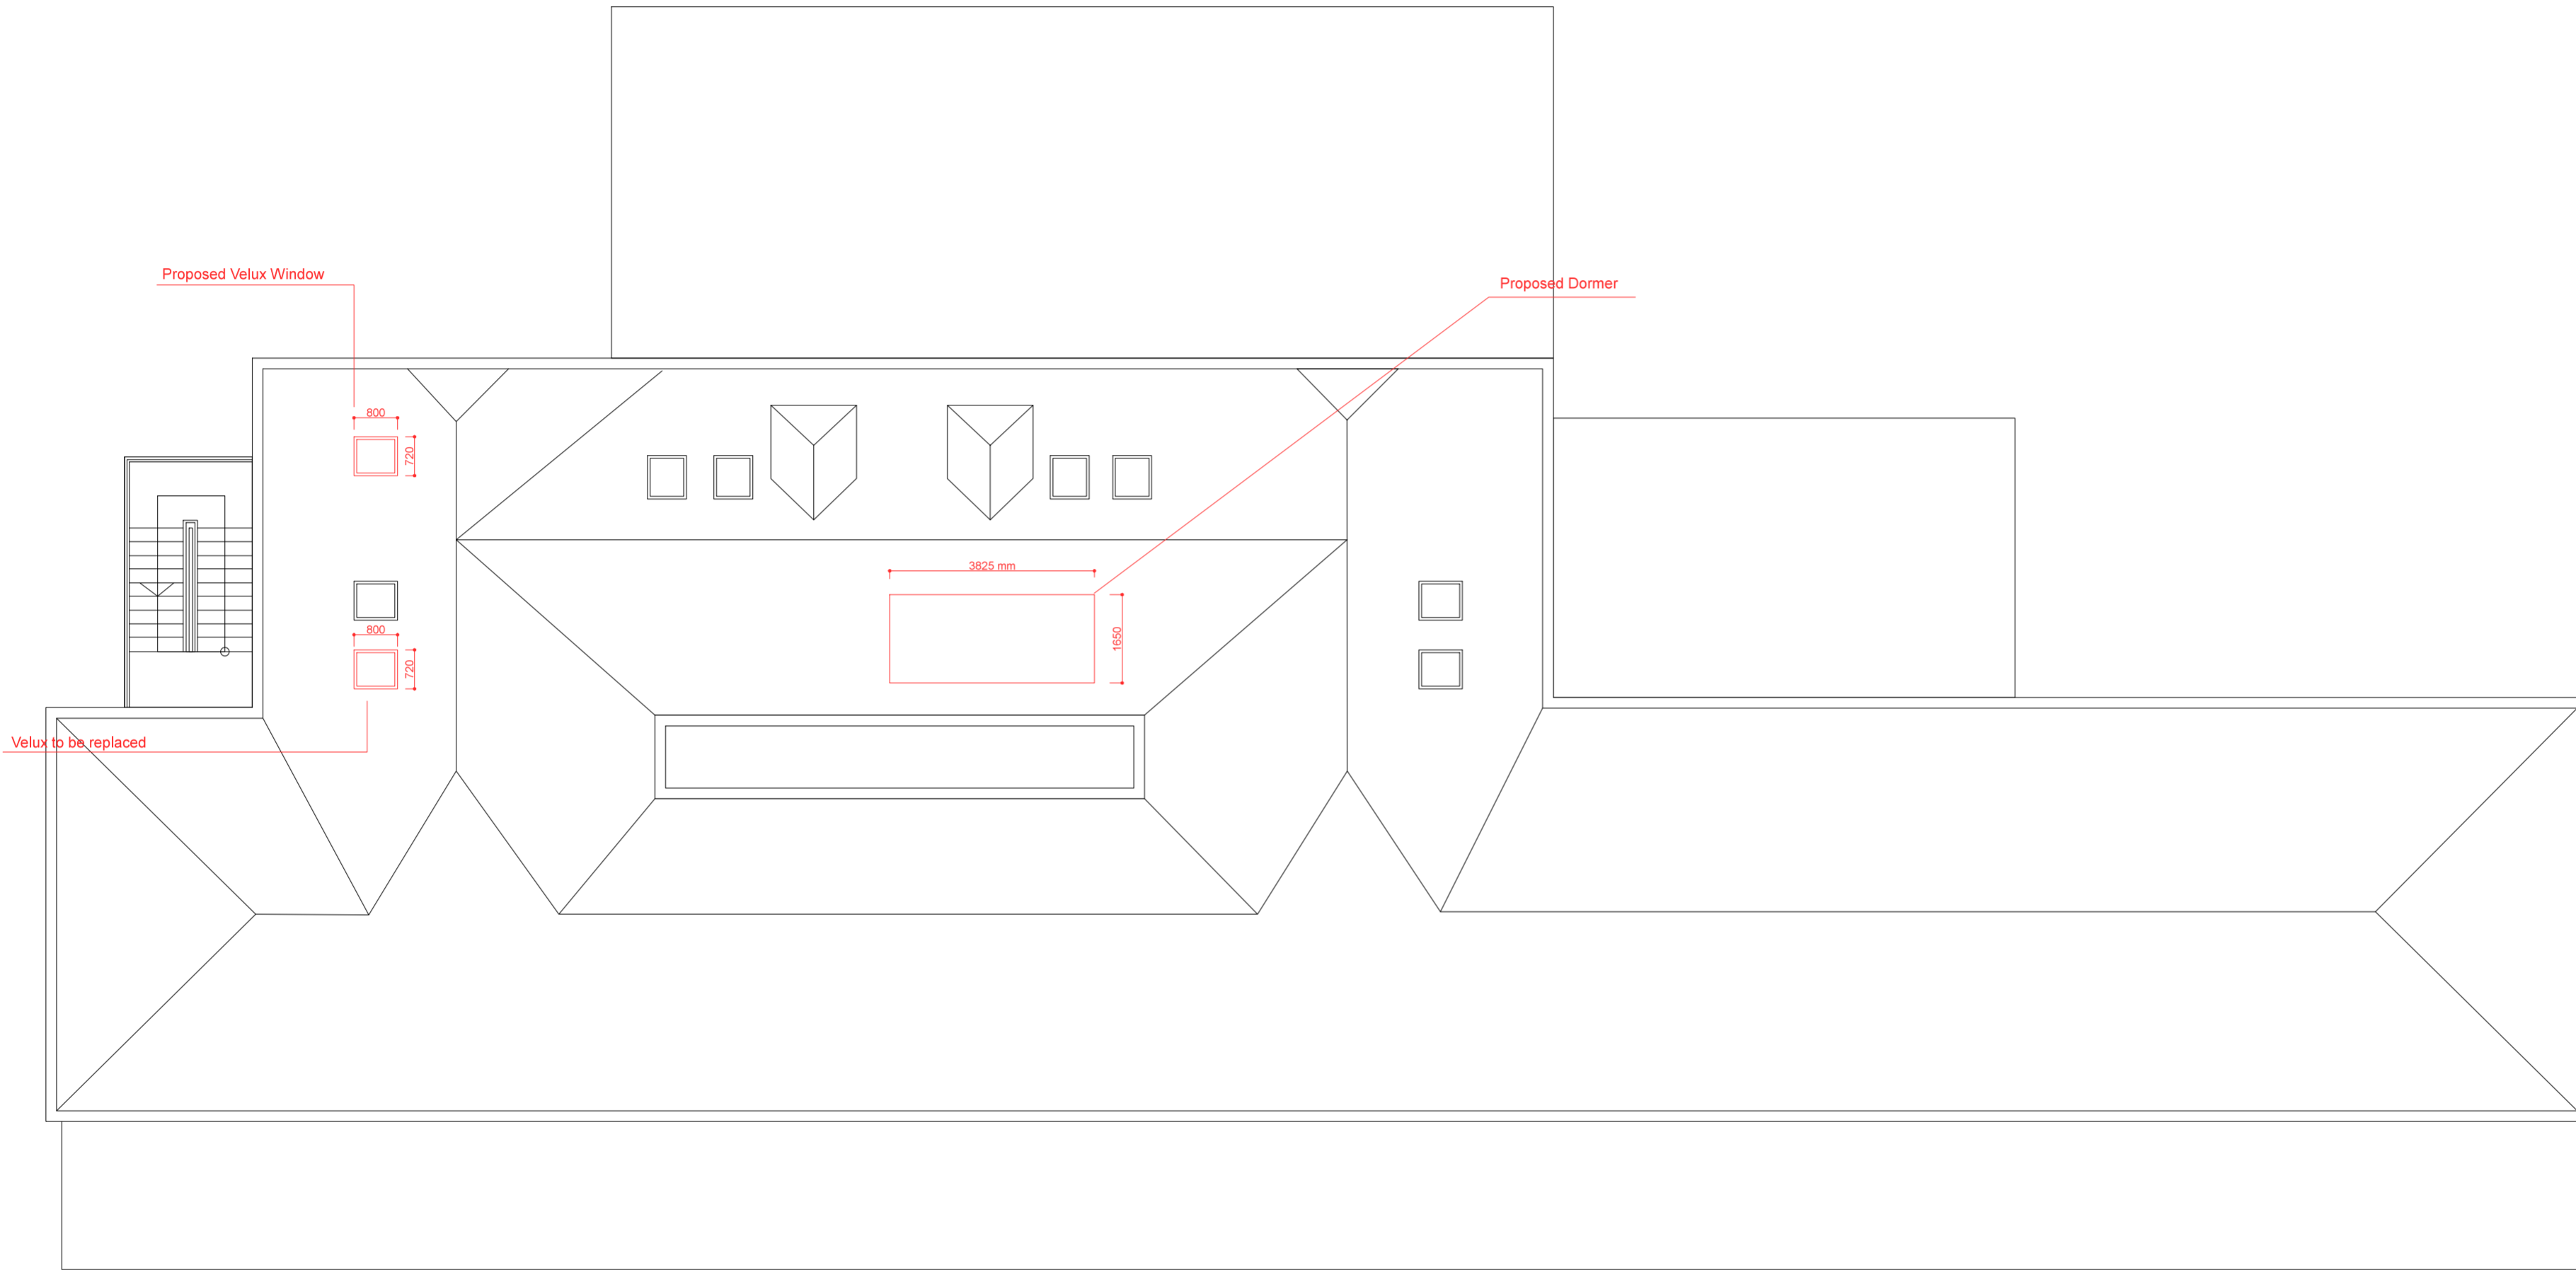 Proposed Velux Window
Proposed Dormer
800
720
3825 mm
1650
800
720
Velux to be replaced